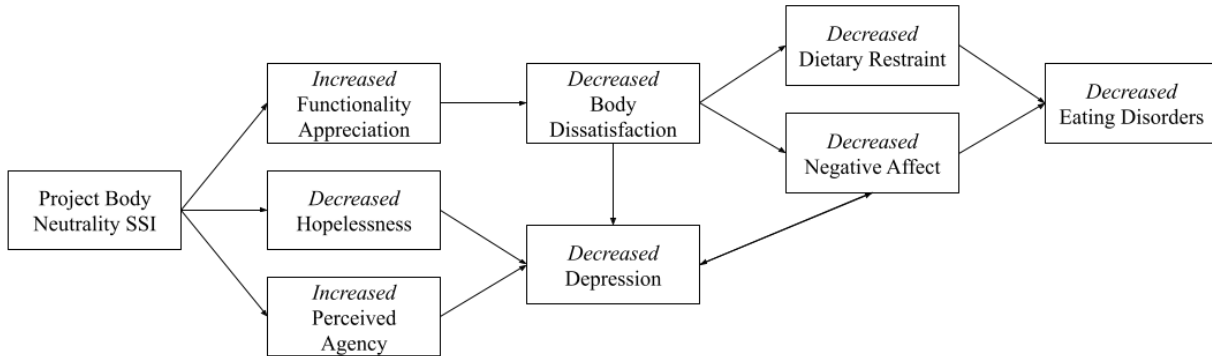 Project Body
Neutrality SSI
Increased
Functionality
Appreciation
Decreased
Hopelessness
Increased
Perceived
Agency
Decreased
Body
Dissatisfaction
Decreased
Depression
Decreased
Dietary Restraint
Decreased
Negative Affect
Decreased
Eating Disorders